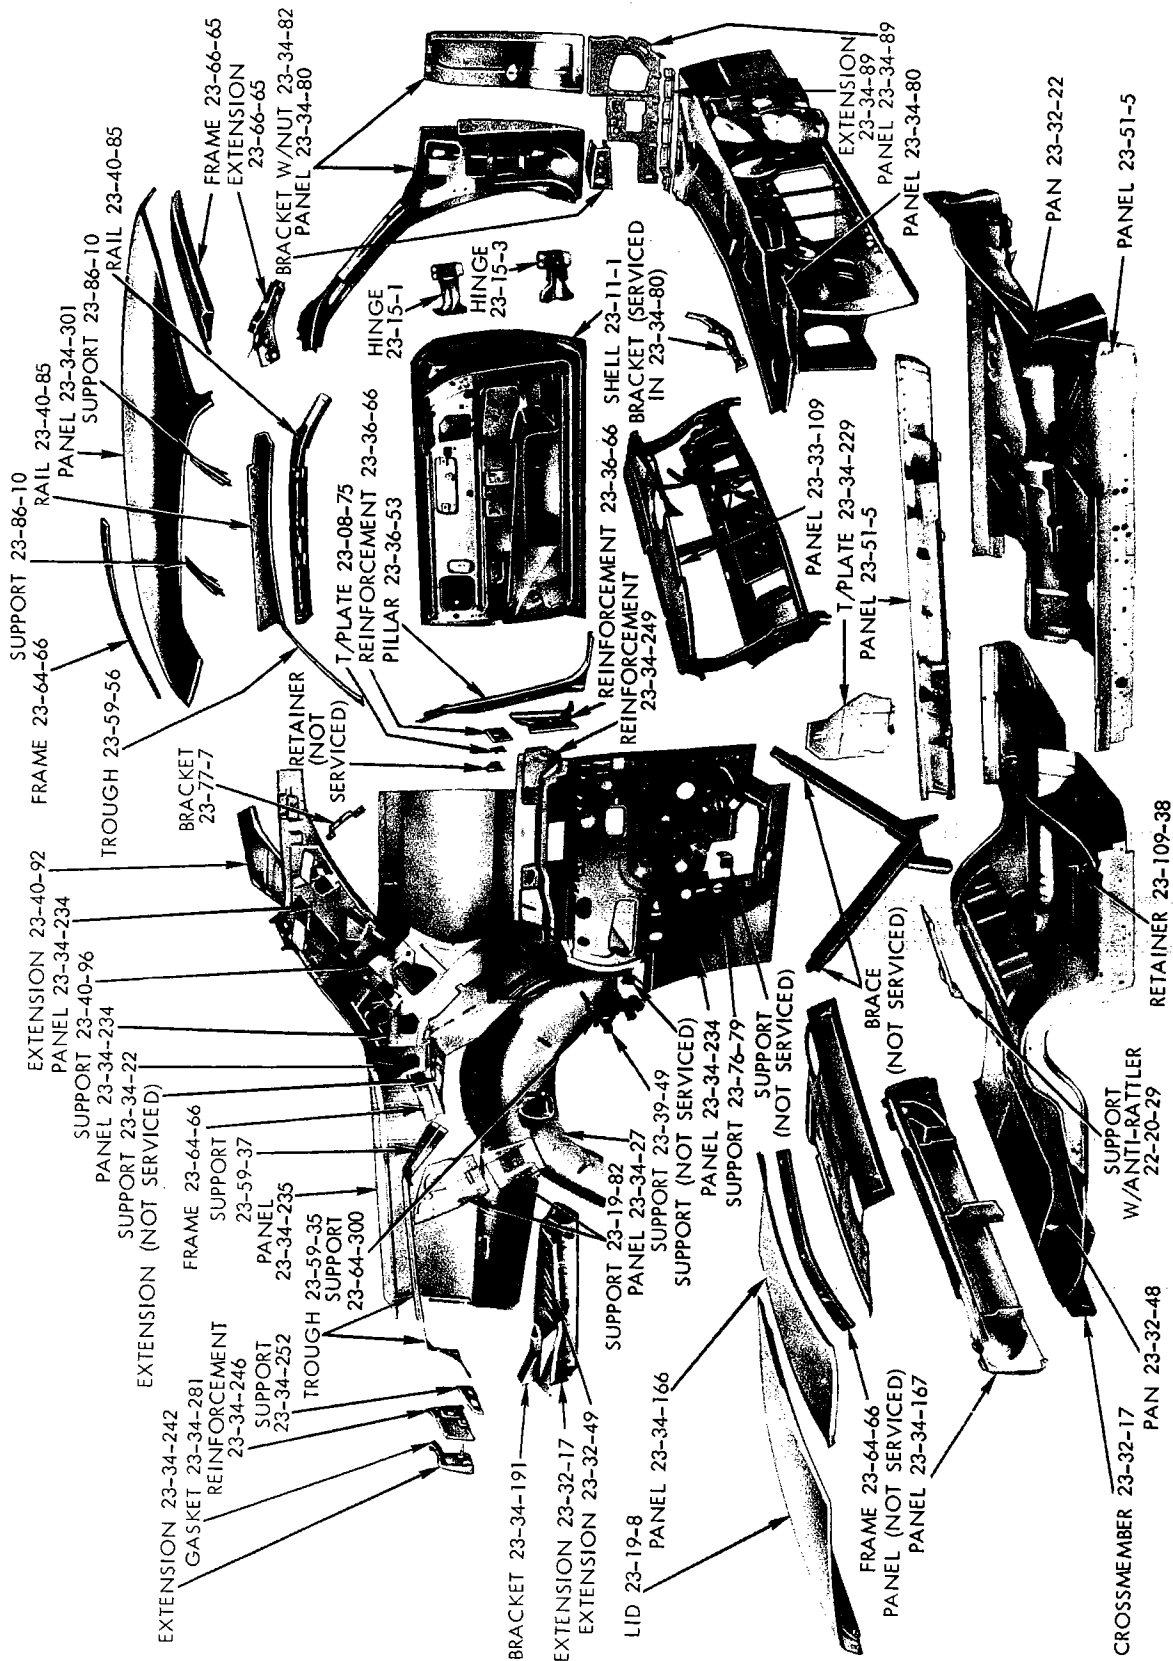 EXTENSION 23-34-242
GASKET 23-34-281
REINFORCEMENT
23-34-246
SUPPORT
23-34-252
TROUGH 23-59-35
SUPPORT
23-64-300
PANEL
23-34-235
SUPPORT
23-59-37
FRAME 23-64-66
EXTENSION (NOT SERVICED)
SUPPORT 23-34-22
PANEL 23-34-234
SUPPORT 23-40-96
PANEL 23-34-234
EXTENSION 23-40-92
BRACKET
23-77-7
TROUGH 23-59-56
FRAME 23-64-66
SUPPORT 23-86-10
RAIL 23-40-85
PANEL 23-34-301
SUPPORT 23-86-10
RAIL 23-40-85
FRAME 23-66-65
EXTENSION
23-66-65
BRACKET W/NUT 23-34-82
PANEL 23-34-80
RETAINER
(NOT
SERVICED)
T/PLATE 23-08-75
REINFORCEMENT 23-36-66
PILLAR 23-36-53
HINGE
23-15-1
HINGE
23-15-3
BRACKET 23-34-191
EXTENSION 23-32-17
EXTENSION 23-32-49
SUPPORT 23-19-82
PANEL 23-34-27
SUPPORT 23-39-49
SUPPORT (NOT SERVICED)
PANEL 23-34-234
SUPPORT 23-76-79
SUPPORT
(NOT SERVICED)
REINFORCEMENT 23-36-66
REINFORCEMENT
23-34-249
SHELL 23-11-1
BRACKET (SERVICED
IN 23-34-80)
EXTENSION
23-34-89
PANEL 23-34-89
PANEL 23-34-80
LID 23-19-8
PANEL 23-34-166
FRAME 23-64-66
PANEL (NOT SERVICED)
PANEL 23-34-167
BRACE
(NOT SERVICED)
PANEL 23-33-109
T/PLATE 23-34-229
PANEL 23-51-5
PAN 23-32-22
PANEL 23-51-5
CROSSMEMBER 23-32-17
PAN 23-32-48
SUPPORT
W/ANTI-RATTLER
22-20-29
RETAINER 23-109-38